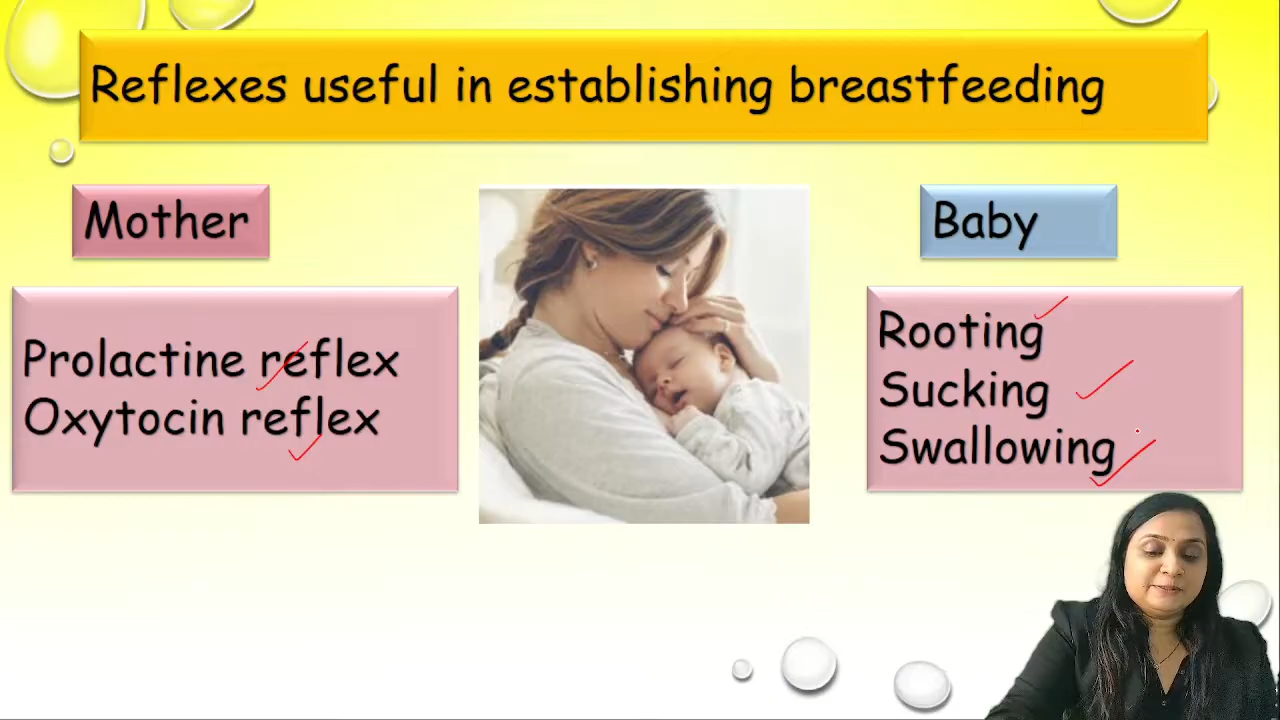 Reflexes useful in establishing breastfeeding
Mother
Prolactine reflex
Oxytocin reflex
Baby
Rooting
Sucking
Swallowing